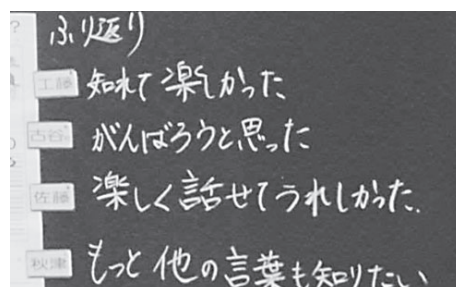 ふり返り
工藤 知れて楽しかった
古谷 がんばろうと思った
佐藤 楽しく話せてうれしかった.
秋津 もっと他の言葉も知りたい